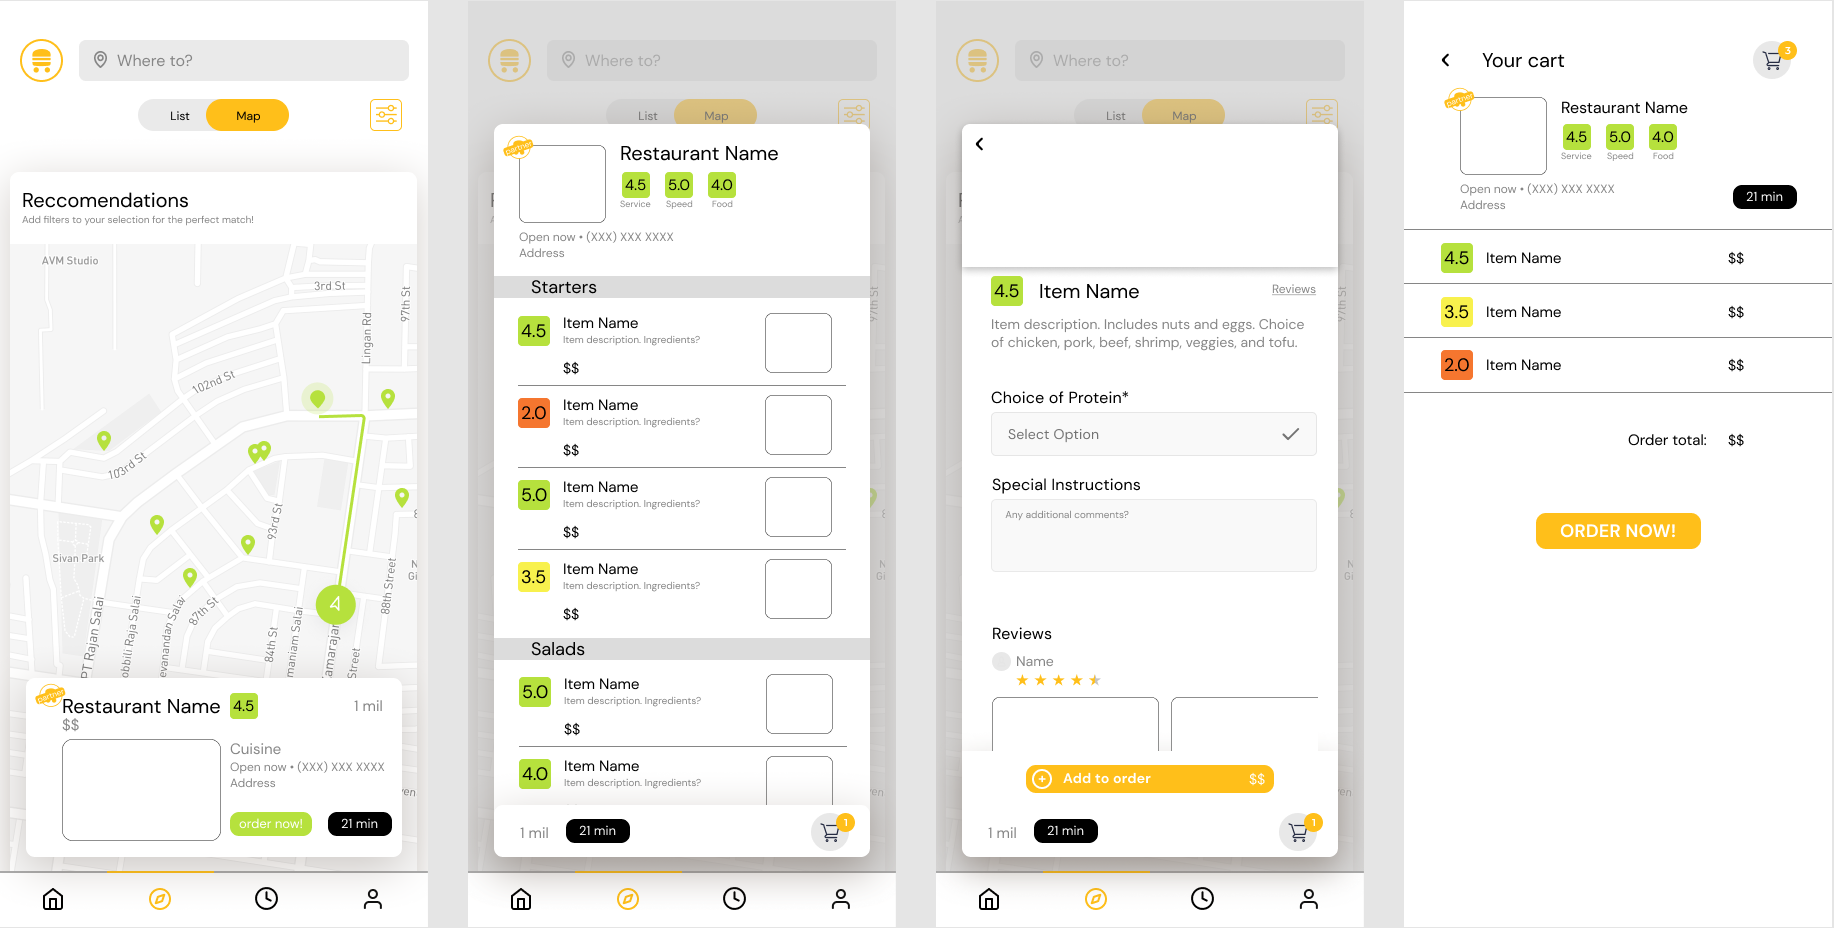 Where to?
List
Map
Reccomendations
Add filters to your selection for the perfect match!
AVM Studio
3rd St
97th St
Lingan Rd
102nd St
103rd St
93rd St
Sivan Park
87th St
88th Street
84th St
PT Rajan Salai
obbili Raja Salai
evanandan Salai
maniam Salai
amarajar
Street
N
Gi
partner
Restaurant Name
4.5
1 mil
$$
Cuisine
Open now • (XXX) XXX XXXX
Address
order now!
21 min
Where to?
List
Map
partner
Restaurant Name
4.5
5.0
4.0
Service
Speed
Food
Open now • (XXX) XXX XXXX
Address
Starters
4.5
Item Name
Item description. Ingredients?
$$
2.0
Item Name
Item description. Ingredients?
$$
5.0
Item Name
Item description. Ingredients?
$$
3.5
Item Name
Item description. Ingredients?
$$
Salads
5.0
Item Name
Item description. Ingredients?
$$
4.0
Item Name
Item description. Ingredients?
1 mil
21 min
1
Where to?
List
Map
4.5
Item Name
Reviews
Item description. Includes nuts and eggs. Choice
of chicken, pork, beef, shrimp, veggies, and tofu.
Choice of Protein*
Select Option
Special Instructions
Any additional comments?
Reviews
Name
Add to order
$$
1 mil
21 min
1
Your cart
3
partner
Restaurant Name
4.5
5.0
4.0
Service
Speed
Food
Open now • (XXX) XXX XXXX
Address
21 min
4.5
Item Name
$$
3.5
Item Name
$$
2.0
Item Name
$$
Order total:
$$
ORDER NOW!